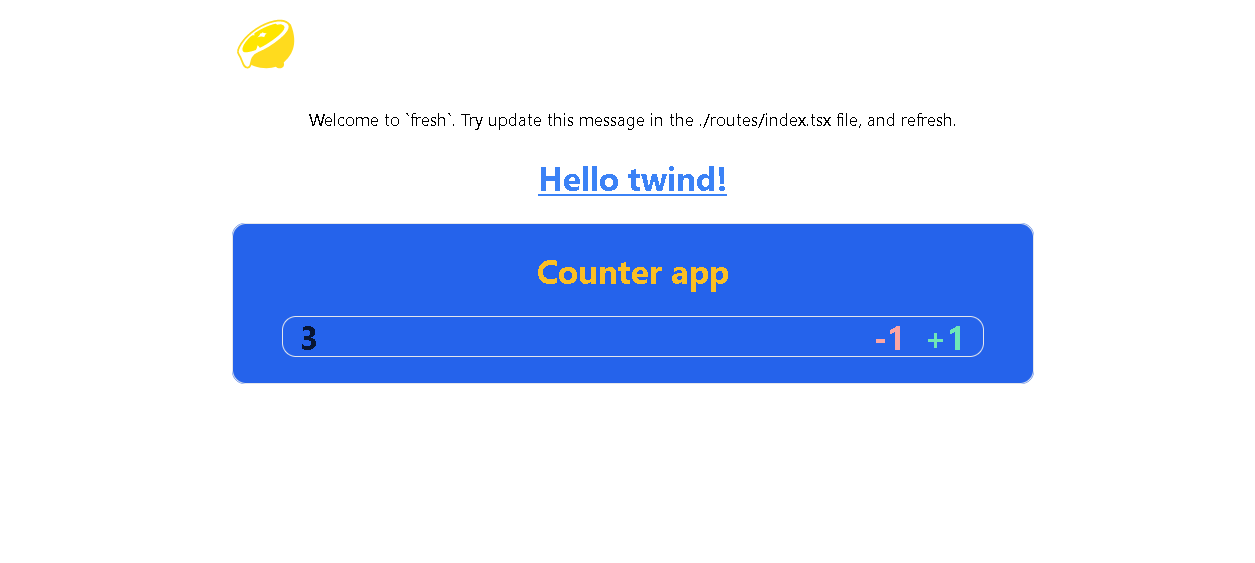 Welcome to `fresh`. Try update this message in the ./routes/index.tsx file, and refresh.
Hello twind!
Counter app
3 -1 +1